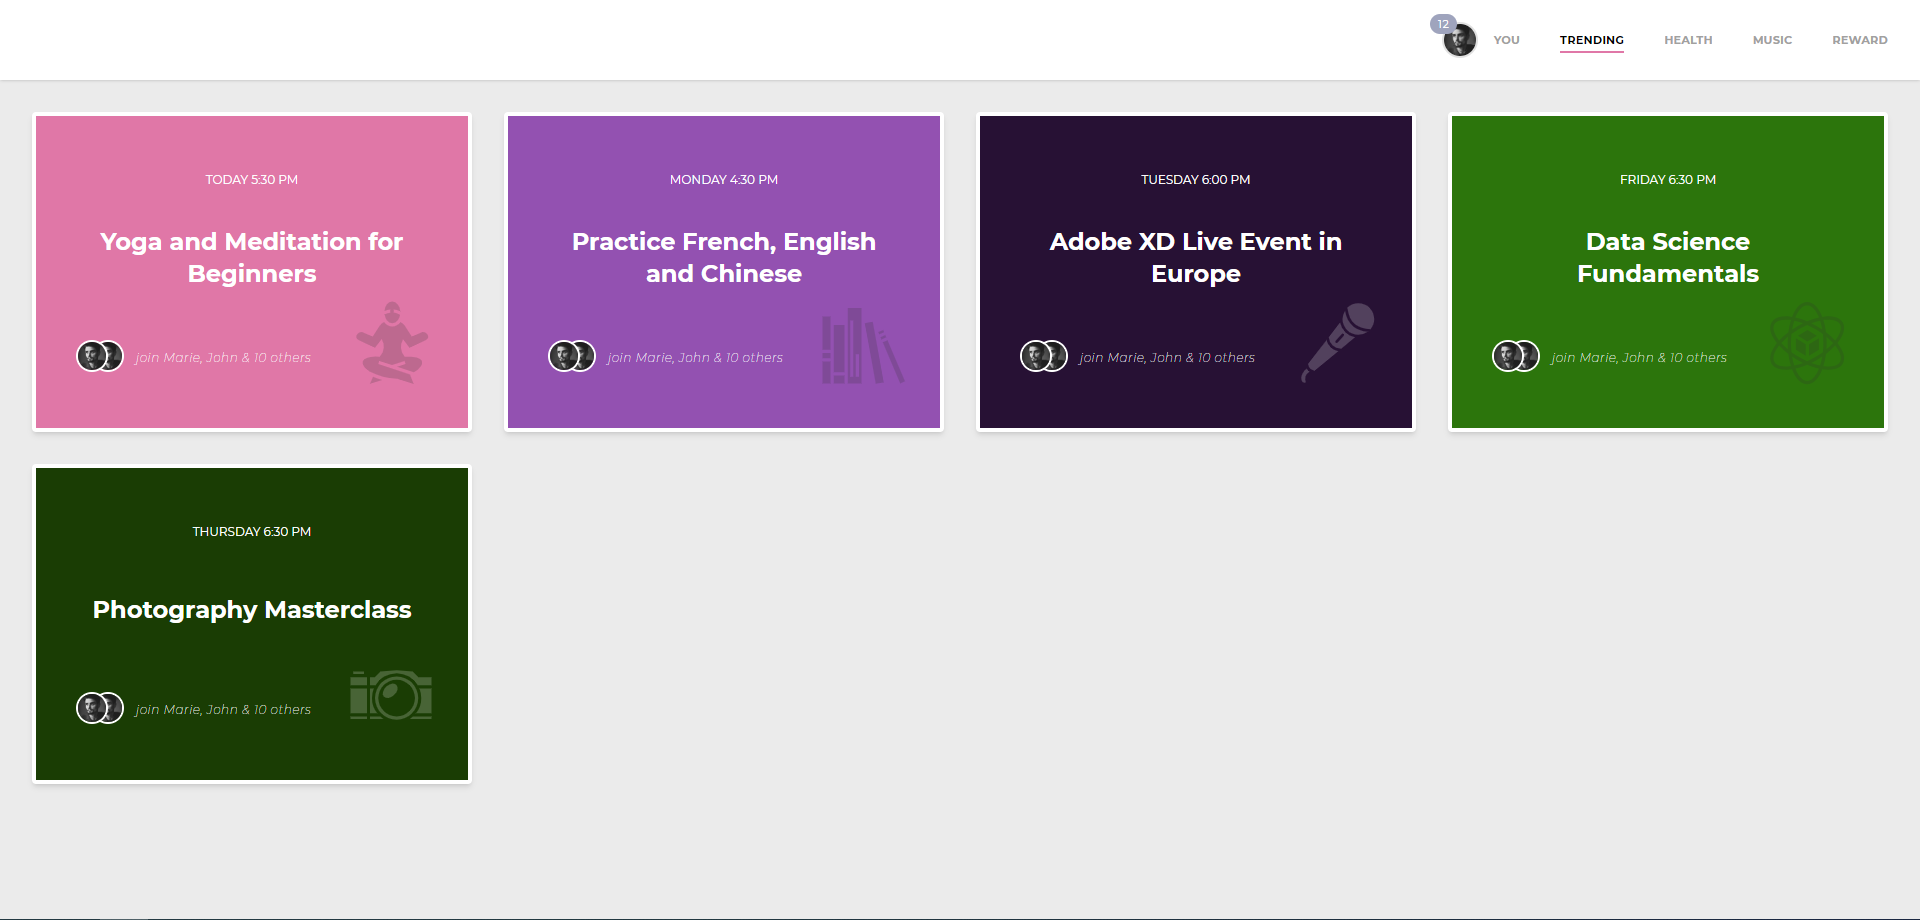 12
YOU TRENDING HEALTH MUSIC REWARD
TODAY 5:30 PM
Yoga and Meditation for
Beginners
join Marie, John & 10 others
MONDAY 4:30 PM
Practice French, English
and Chinese
join Marie, John & 10 others
TUESDAY 6:00 PM
Adobe XD Live Event in
Europe
join Marie, John & 10 others
FRIDAY 6:30 PM
Data Science
Fundamentals
join Marie, John & 10 others
THURSDAY 6:30 PM
Photography Masterclass
join Marie, John & 10 others